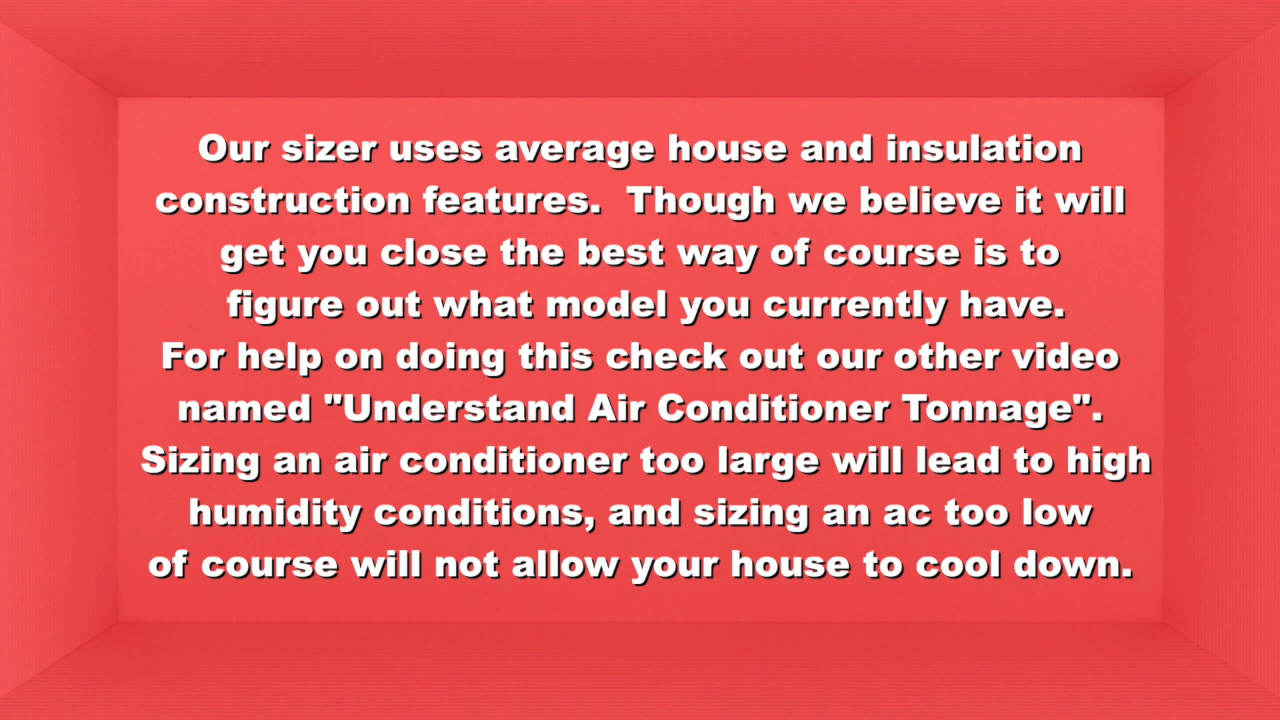 Our sizer uses average house and insulation
construction features.  Though we believe it will
get you close the best way of course is to
figure out what model you currently have.
For help on doing this check out our other video
named "Understand Air Conditioner Tonnage".
Sizing an air conditioner too large will lead to high
humidity conditions, and sizing an ac too low
of course will not allow your house to cool down.